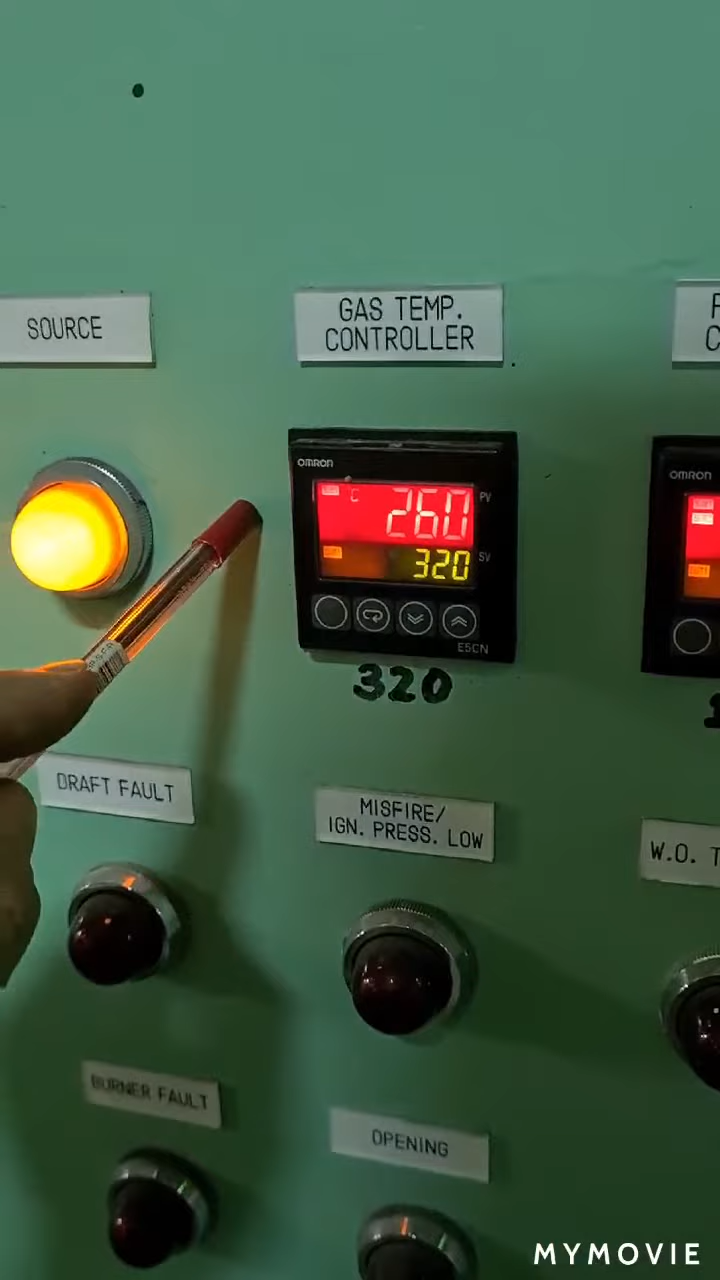 SOURCE
GAS TEMP.
CONTROLLER
OMRON
C
260
PV
320
SV
E5CN
320
OMRON
DRAFT FAULT
MISFIRE/
IGN. PRESS. LOW
W.O.
BURNER FAULT
OPENING
MYMOVIE